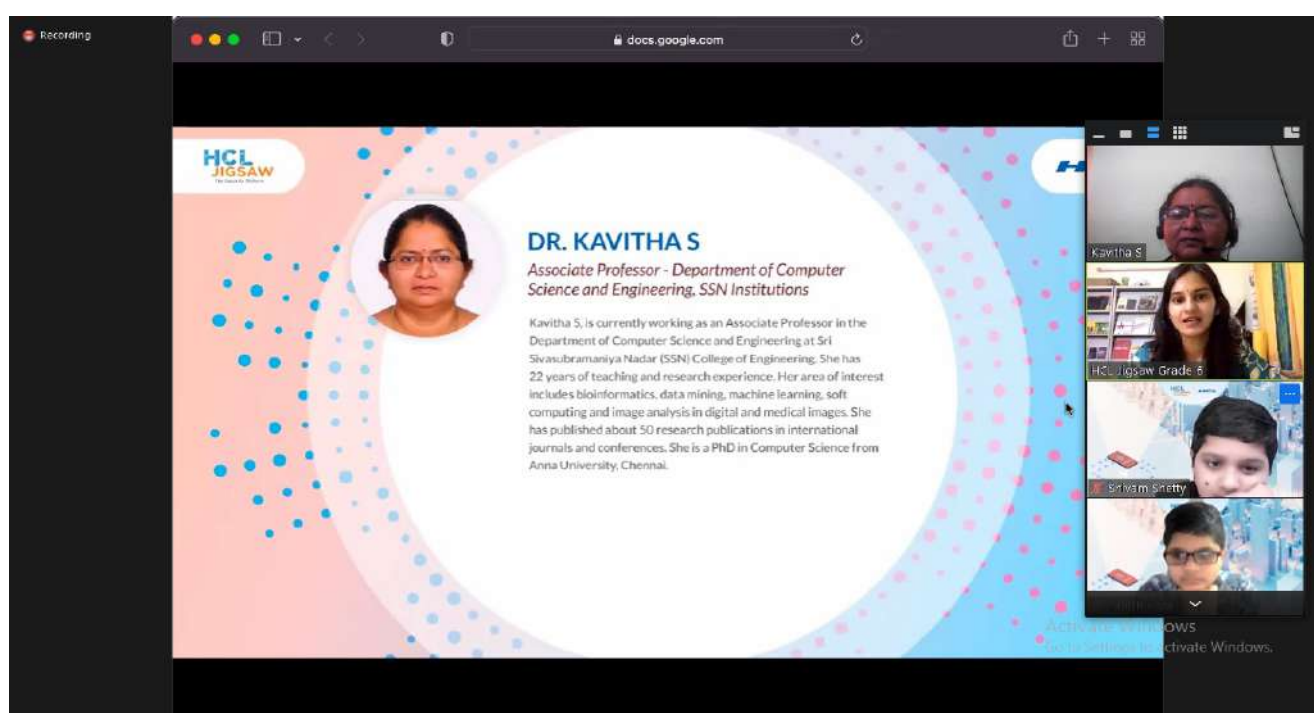 Recording
docs.google.com
HCL
JIGSAW
DR. KAVITHA S
Associate Professor - Department of Computer
Science and Engineering, SSN Institutions
Kavitha S, is currently working as an Associate Professor in the
Department of Computer Science and Engineering at Sri
Sivasubramaniya Nadar (SSN) College of Engineering. She has
22 years of teaching and research experience. Her area of interest
includes bioinformatics, data mining, machine learning, soft
computing and image analysis in digital and medical images. She
has published about 50 research publications in international
journals and conferences. She is a PhD in Computer Science from
Anna University, Chennai.
Kavitha S
HCL Jigsaw Grade 6
Shivam Shetty
Activate Windows
Go to Settings to activate Windows.